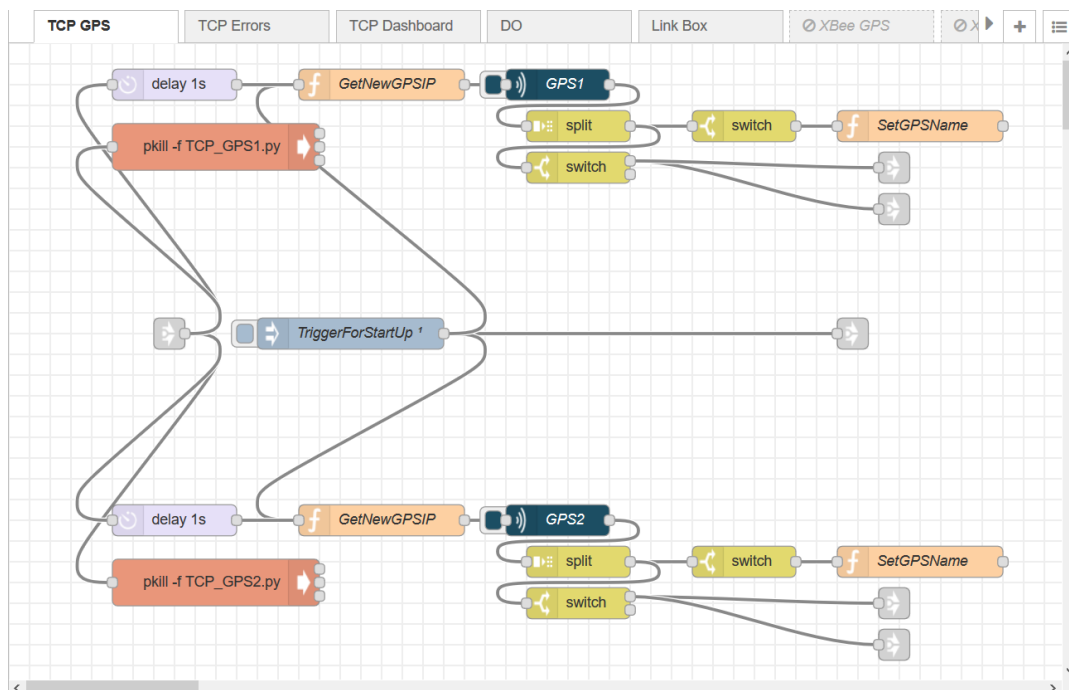 TCP GPS
TCP Errors
TCP Dashboard
DO
Link Box
XBee GPS
delay 1s
GetNewGPSIP
GPS1
pkill -f TCP_GPS1.py
split
switch
SetGPSName
switch
TriggerForStartUp ¹
delay 1s
GetNewGPSIP
GPS2
pkill -f TCP_GPS2.py
split
switch
SetGPSName
switch